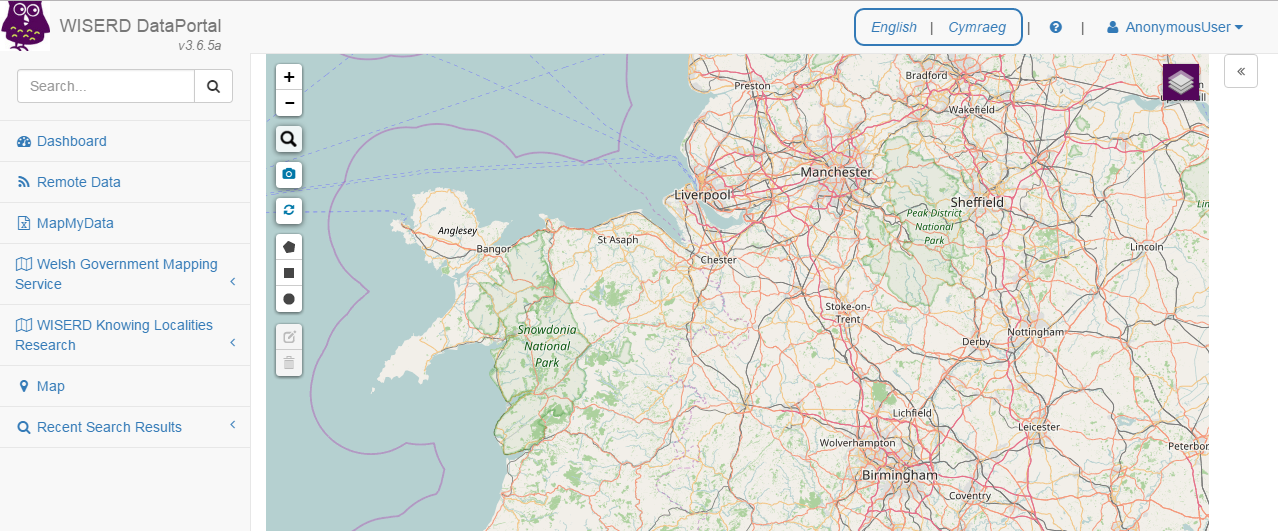 WISERD DataPortal
v3.6.5a
English | Cymraeg | | AnonymousUser
Search...
Dashboard
Remote Data
MapMyData
Welsh Government Mapping
Service
WISERD Knowing Localities
Research
Map
Recent Search Results
+
-
Preston
Bradford
Wakefield
Manchester
Liverpool
Sheffield
Peak District
National
Park
Anglesey
Bangor
St Asaph
Chester
Lincoln
Stoke-on-
Trent
Snowdonia
National
Park
Nottingham
Derby
Lichfield
Leicester
Wolverhampton
Peterbor
Birmingham
Coventry